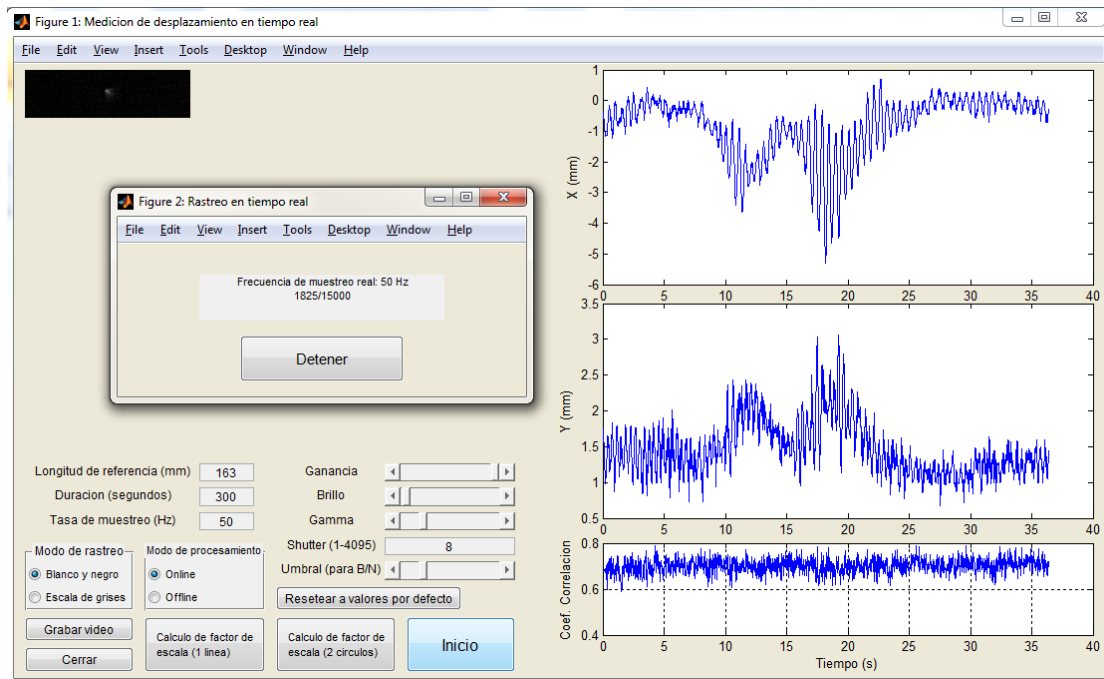 Figure 1: Medicion de desplazamiento en tiempo real
File Edit View Insert Tools Desktop Window Help
Figure 2: Rastreo en tiempo real
File Edit View Insert Tools Desktop Window Help
Frecuencia de muestreo real: 50 Hz
1825/15000
Detener
Longitud de referencia (mm) 163
Duracion (segundos) 300
Tasa de muestreo (Hz) 50
Ganancia
Brillo
Gamma
Shutter (1-4095) 8
Umbral (para B/N)
Modo de rastreo
Blanco y negro
Escala de grises
Modo de procesamiento
Online
Offline
Resetear a valores por defecto
Grabar video
Cerrar
Calculo de factor de
escala (1 linea)
Calculo de factor de
escala (2 circulos)
Inicio
X (mm)
1
0
-1
-2
-3
-4
-5
-6
0 5 10 15 20 25 30 35 40
Y (mm)
3.5
3
2.5
2
1.5
1
0.5
0 5 10 15 20 25 30 35 40
Coef. Correlacion
0.8
0.6
0.4
0 5 10 15 20 25 30 35 40
Tiempo (s)